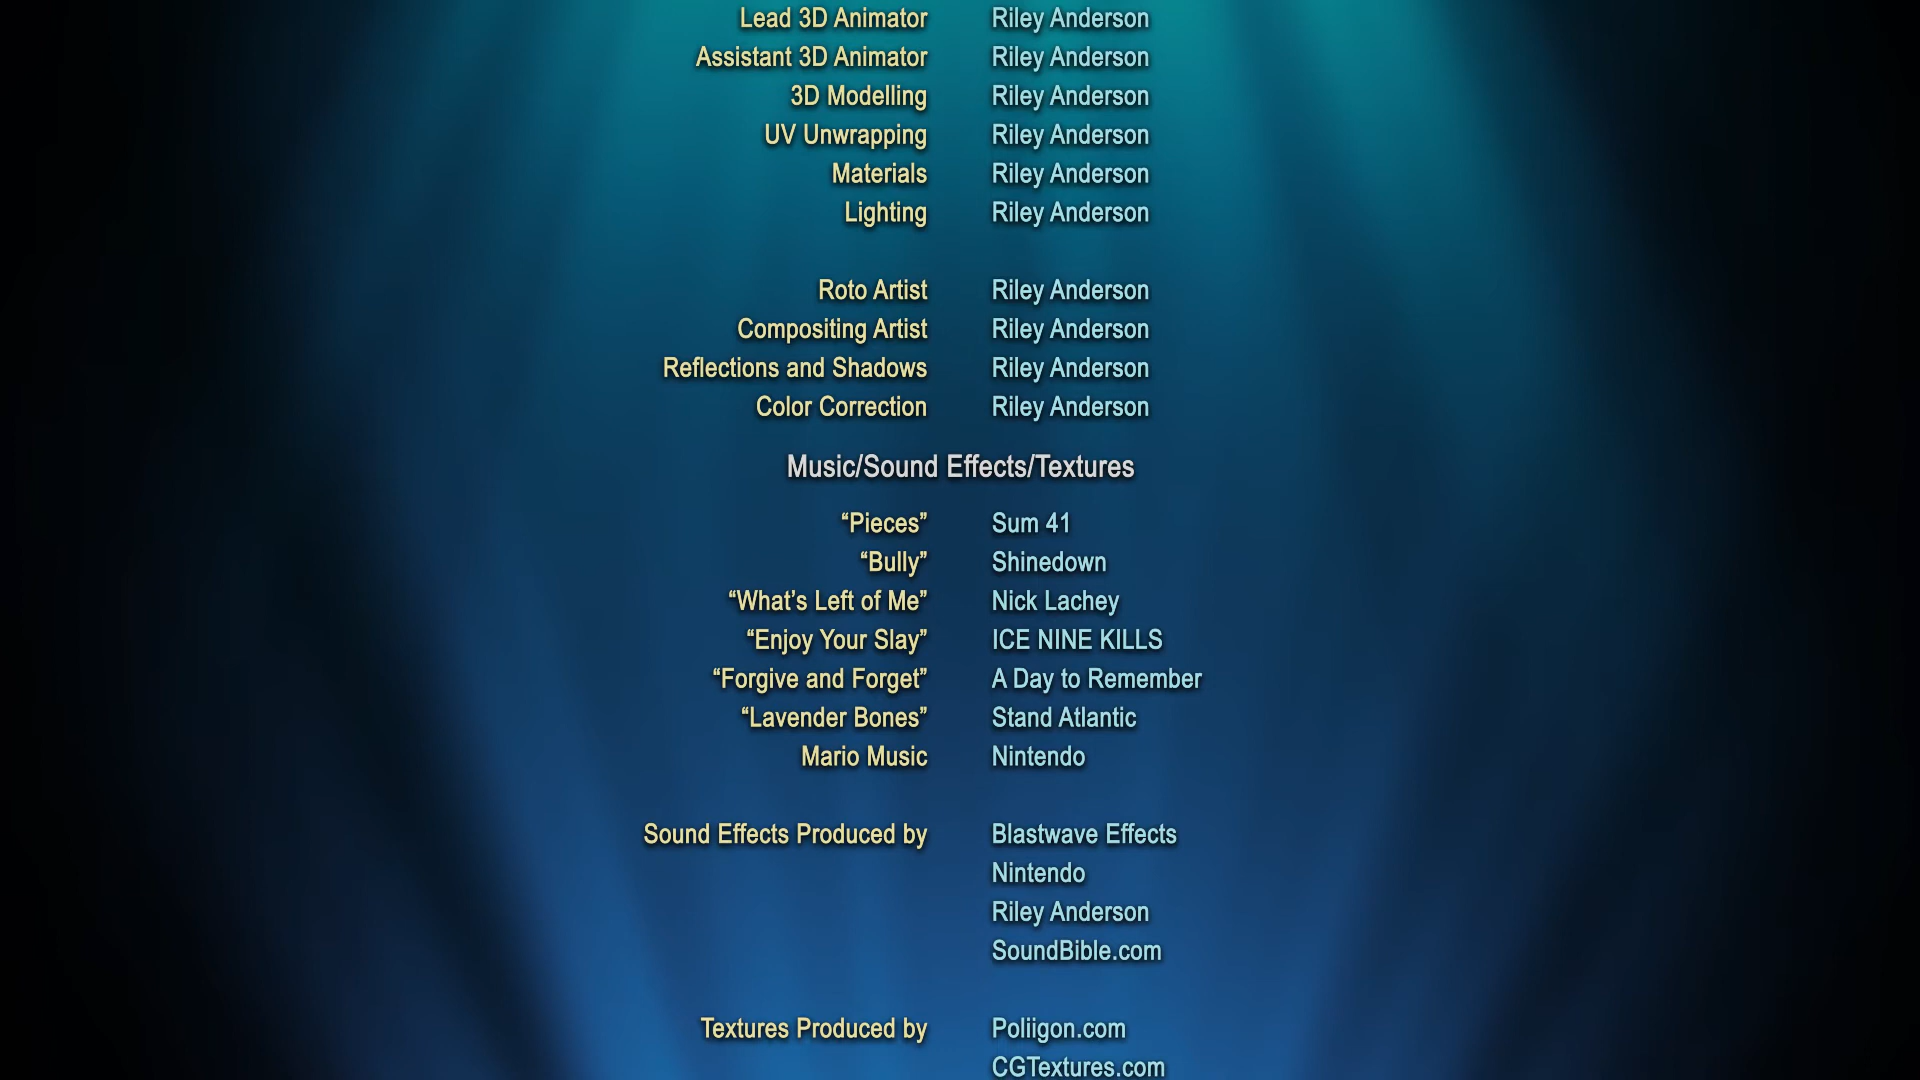 Lead 3D Animator Riley Anderson
Assistant 3D Animator Riley Anderson
3D Modelling Riley Anderson
UV Unwrapping Riley Anderson
Materials Riley Anderson
Lighting Riley Anderson
Roto Artist Riley Anderson
Compositing Artist Riley Anderson
Reflections and Shadows Riley Anderson
Color Correction Riley Anderson
Music/Sound Effects/Textures
“Pieces” Sum 41
“Bully” Shinedown
“What’s Left of Me” Nick Lachey
“Enjoy Your Slay” ICE NINE KILLS
“Forgive and Forget” A Day to Remember
“Lavender Bones” Stand Atlantic
Mario Music Nintendo
Sound Effects Produced by Blastwave Effects
Nintendo
Riley Anderson
SoundBible.com
Textures Produced by Poliigon.com
CGTextures.com